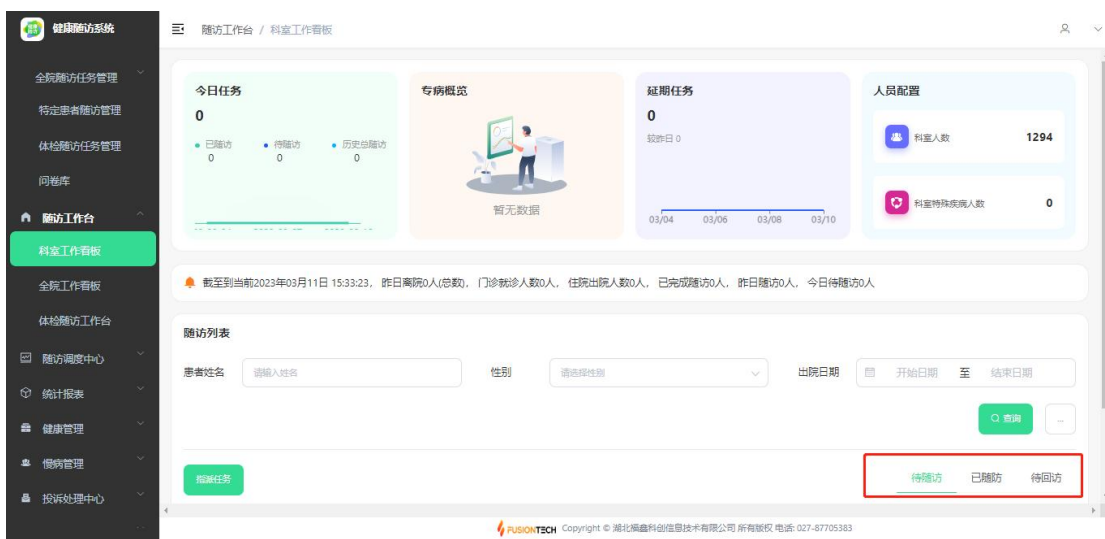 健康随访系统
随访工作台 / 科室工作看板
全院随访任务管理
特定患者随访管理
体检随访任务管理
问卷库
随访工作台
科室工作看板
全院工作看板
体检随访工作台
随访调度中心
统计报表
健康管理
慢病管理
投诉处理中心
今日任务
0
已随访 待随访 历史总随访
0 0 0
专病概览
暂无数据
延期任务
0
较昨日 0
03/04 03/06 03/08 03/10
人员配置
科室人数 1294
科室特殊疾病人数 0
截至到当前2023年03月11日 15:33:23, 昨日离院0人(总数), 门诊就诊人数0人, 住院出院人数0人, 已完成随访0人, 昨日随访0人, 今日待随访0人
随访列表
患者姓名 请输入姓名 性别 请选择性别 出院日期 开始日期 至 结束日期
查询 ...
指派任务 待随访 已随防 待回访
FUSIONTECH Copyright © 湖北福鑫科创信息技术有限公司 所有版权 电话: 027-87705383